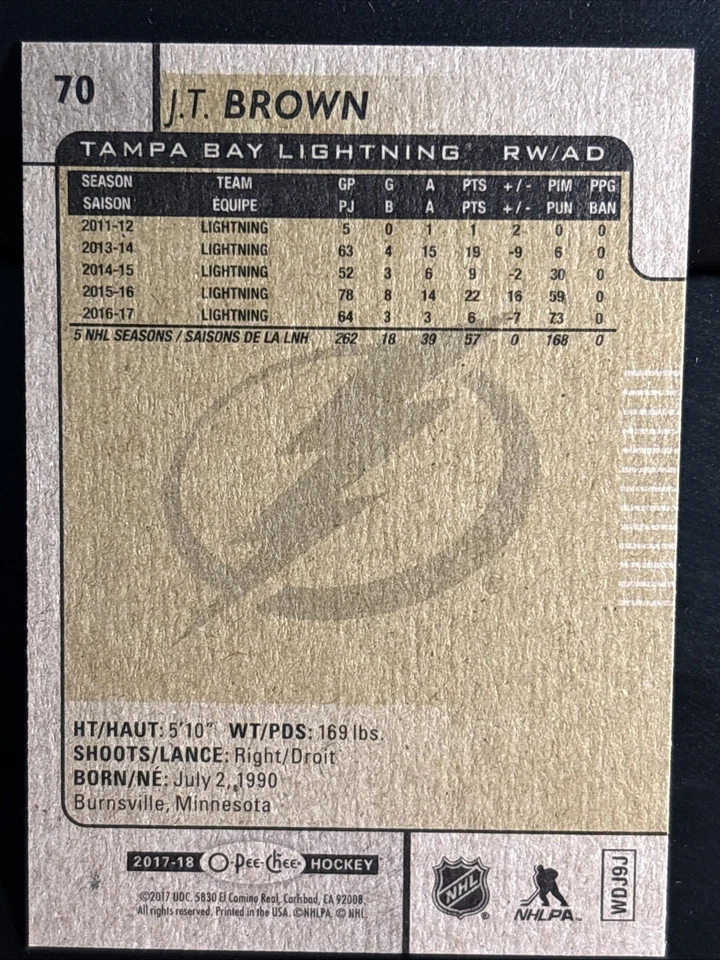 70
J.T. BROWN
TAMPA BAY LIGHTNING® RW/AD
SEASON TEAM GP G A PTS +/- PIM PPG
SAISON ÉQUIPE PJ B A PTS +/- PUN BAN
2011-12 LIGHTNING 5 0 1 1 2 0 0
2013-14 LIGHTNING 63 4 15 19 -9 6 0
2014-15 LIGHTNING 52 3 6 9 -2 30 0
2015-16 LIGHTNING 78 8 14 22 16 59 0
2016-17 LIGHTNING 64 3 3 6 -7 73 0
5 NHL SEASONS / SAISONS DE LA LNH 262 18 39 57 0 168 0
HT/HAUT: 5'10" WT/PDS: 169 lbs.
SHOOTS/LANCE: Right/Droit
BORN/NÉ: July 2, 1990
Burnsville, Minnesota
2017-18 O-Pee-Chee HOCKEY
©2017 UDC. 5830 El Camino Real, Carlsbad, CA 92008.
All rights reserved. Printed in the USA. ©NHLPA. © NHL.
NHL®
NHLPA™
WDJ9J